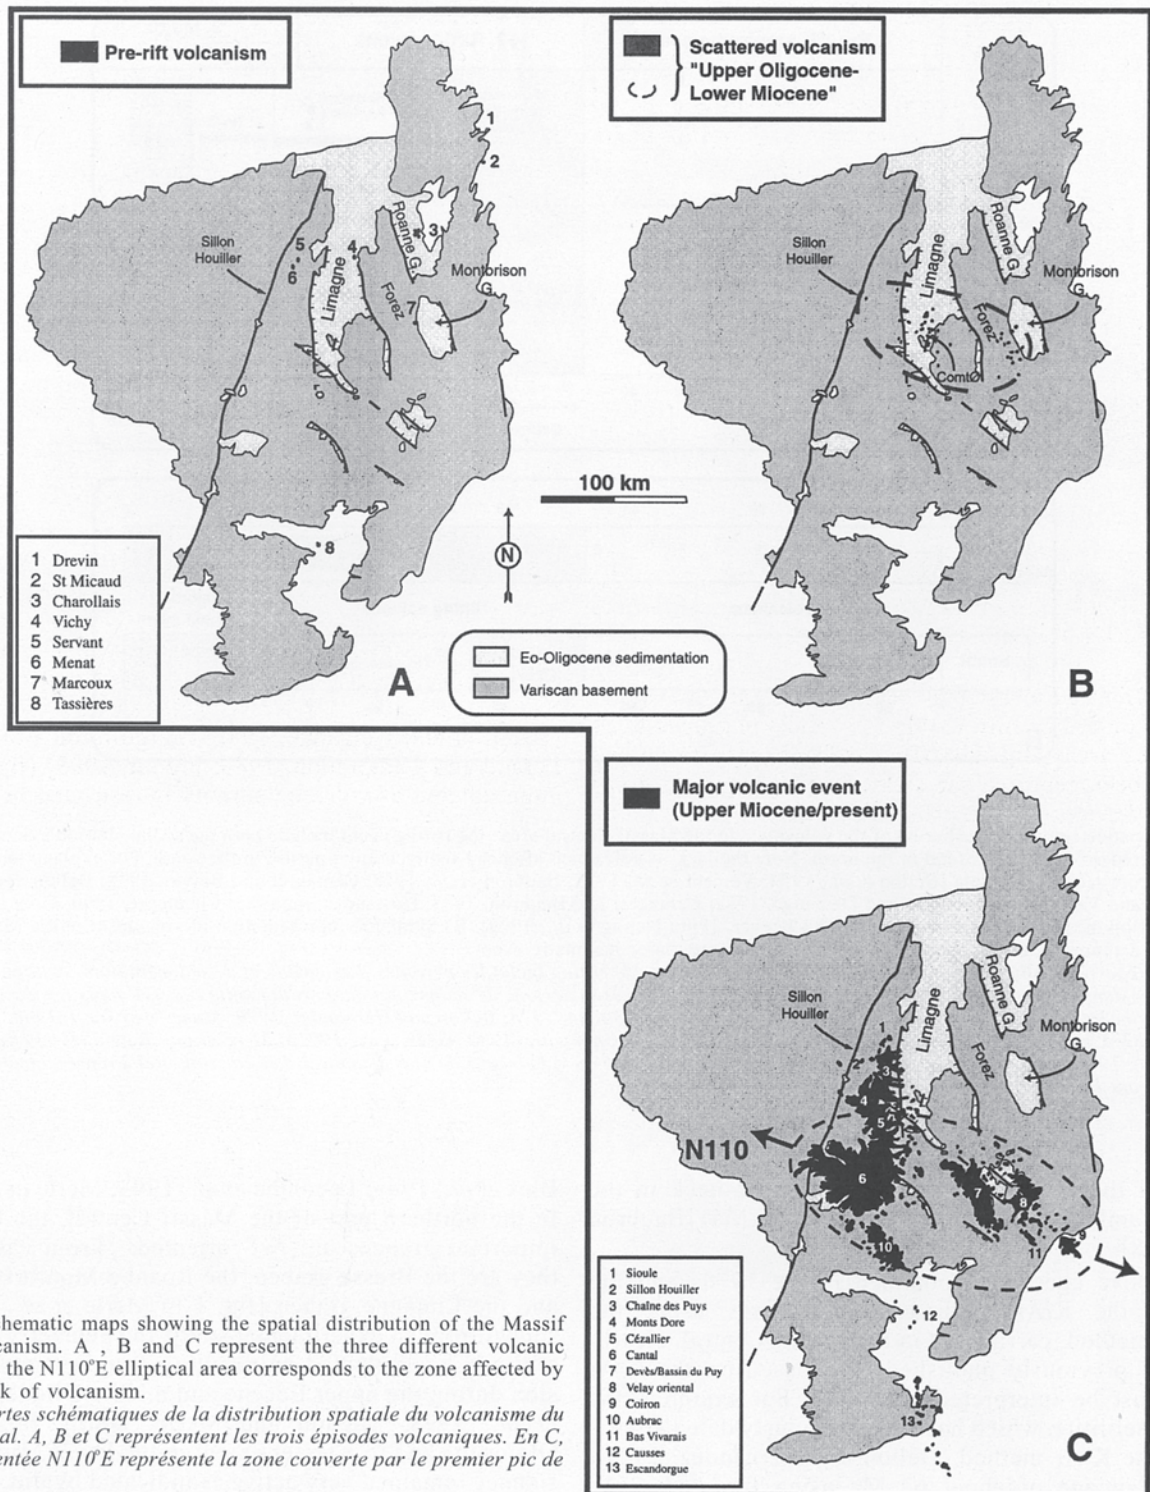 Pre-rift volcanism
1
2
Roanne G.
3
Sillon
Houiller
5
4
6
Limagne
Montbrison
G.
Forez
7
8
1 Drevin
2 St Micaud
3 Charollais
4 Vichy
5 Servant
6 Menat
7 Marcoux
8 Tassières
A
Scattered volcanism
"Upper Oligocene-
Lower Miocene"
Roanne G.
Sillon
Houiller
Limagne
Montbrison
G.
Forez
ComtØ
100 km
N
B
Eo-Oligocene sedimentation
Variscan basement
Major volcanic event
(Upper Miocene/present)
Roanne G.
Sillon
Houiller
Limagne
Montbrison
G.
Forez
1
2
3
4
5
N110
6
7
8
9
10
11
12
13
1 Sioule
2 Sillon Houiller
3 Chaîne des Puys
4 Monts Dore
5 Cézallier
6 Cantal
7 Devès/Bassin du Puy
8 Velay oriental
9 Coiron
10 Aubrac
11 Bas Vivarais
12 Causses
13 Escandorgue
C
hematic maps showing the spatial distribution of the Massif
canism. A , B and C represent the three different volcanic
the N110°E elliptical area corresponds to the zone affected by
k of volcanism.
rtes schématiques de la distribution spatiale du volcanisme du
al. A, B et C représentent les trois épisodes volcaniques. En C,
entée N110°E représente la zone couverte par le premier pic de